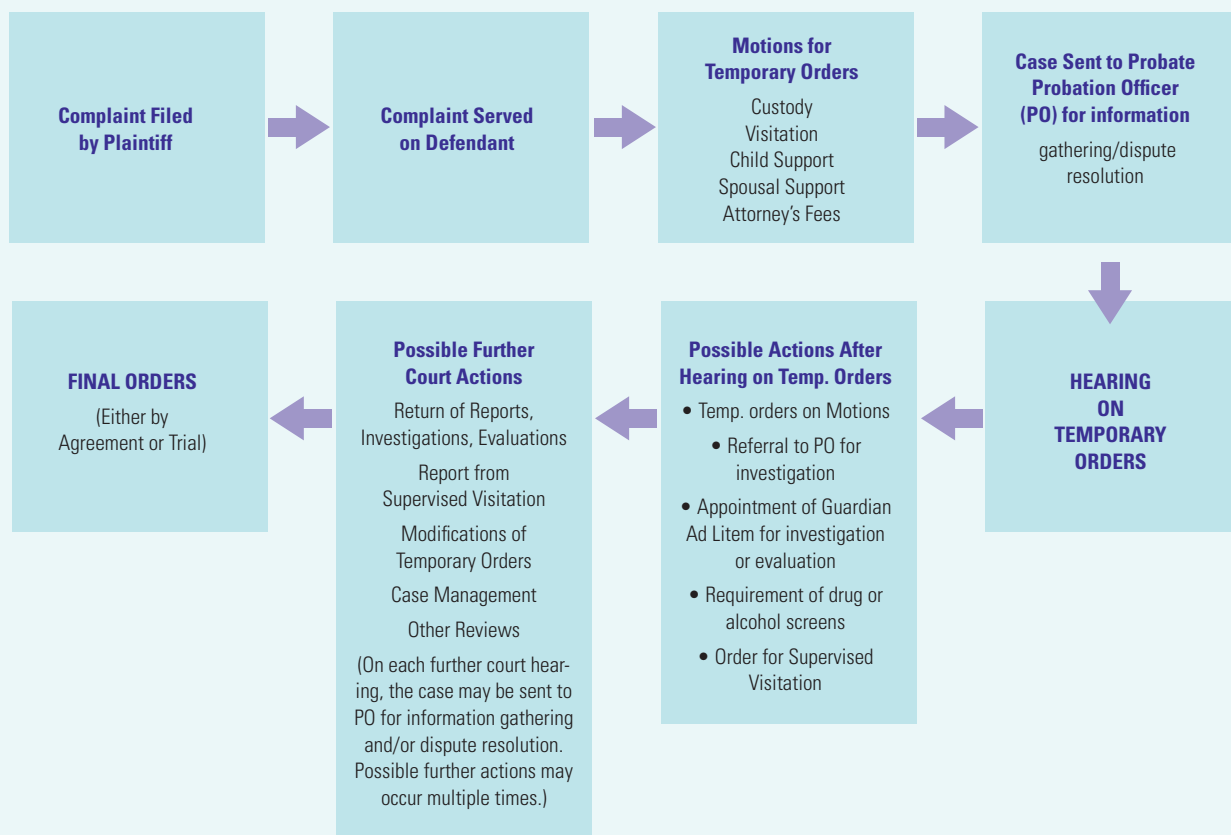 Complaint Filed
by Plaintiff
Complaint Served
on Defendant
Motions for
Temporary Orders
Custody
Visitation
Child Support
Spousal Support
Attorney's Fees
Case Sent to Probate
Probation Officer
(PO) for information
gathering/dispute
resolution
HEARING
ON
TEMPORARY
ORDERS
Possible Actions After
Hearing on Temp. Orders
• Temp. orders on Motions
• Referral to PO for
investigation
• Appointment of Guardian
Ad Litem for investigation
or evaluation
• Requirement of drug or
alcohol screens
• Order for Supervised
Visitation
Possible Further
Court Actions
Return of Reports,
Investigations, Evaluations
Report from
Supervised Visitation
Modifications of
Temporary Orders
Case Management
Other Reviews
(On each further court hear-
ing, the case may be sent to
PO for information gathering
and/or dispute resolution.
Possible further actions may
occur multiple times.)
FINAL ORDERS
(Either by
Agreement or Trial)